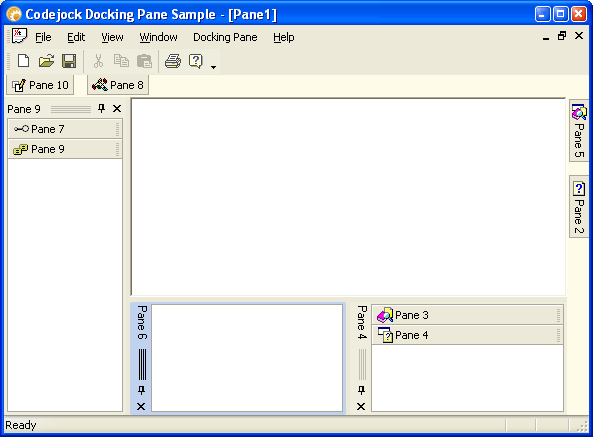 Codejock Docking Pane Sample - [Pane1]
File Edit View Window Docking Pane Help
Pane 10 Pane 8
Pane 9
Pane 7
Pane 9
Pane 5
Pane 2
Pane 6
Pane 4
Pane 3
Pane 4
Ready